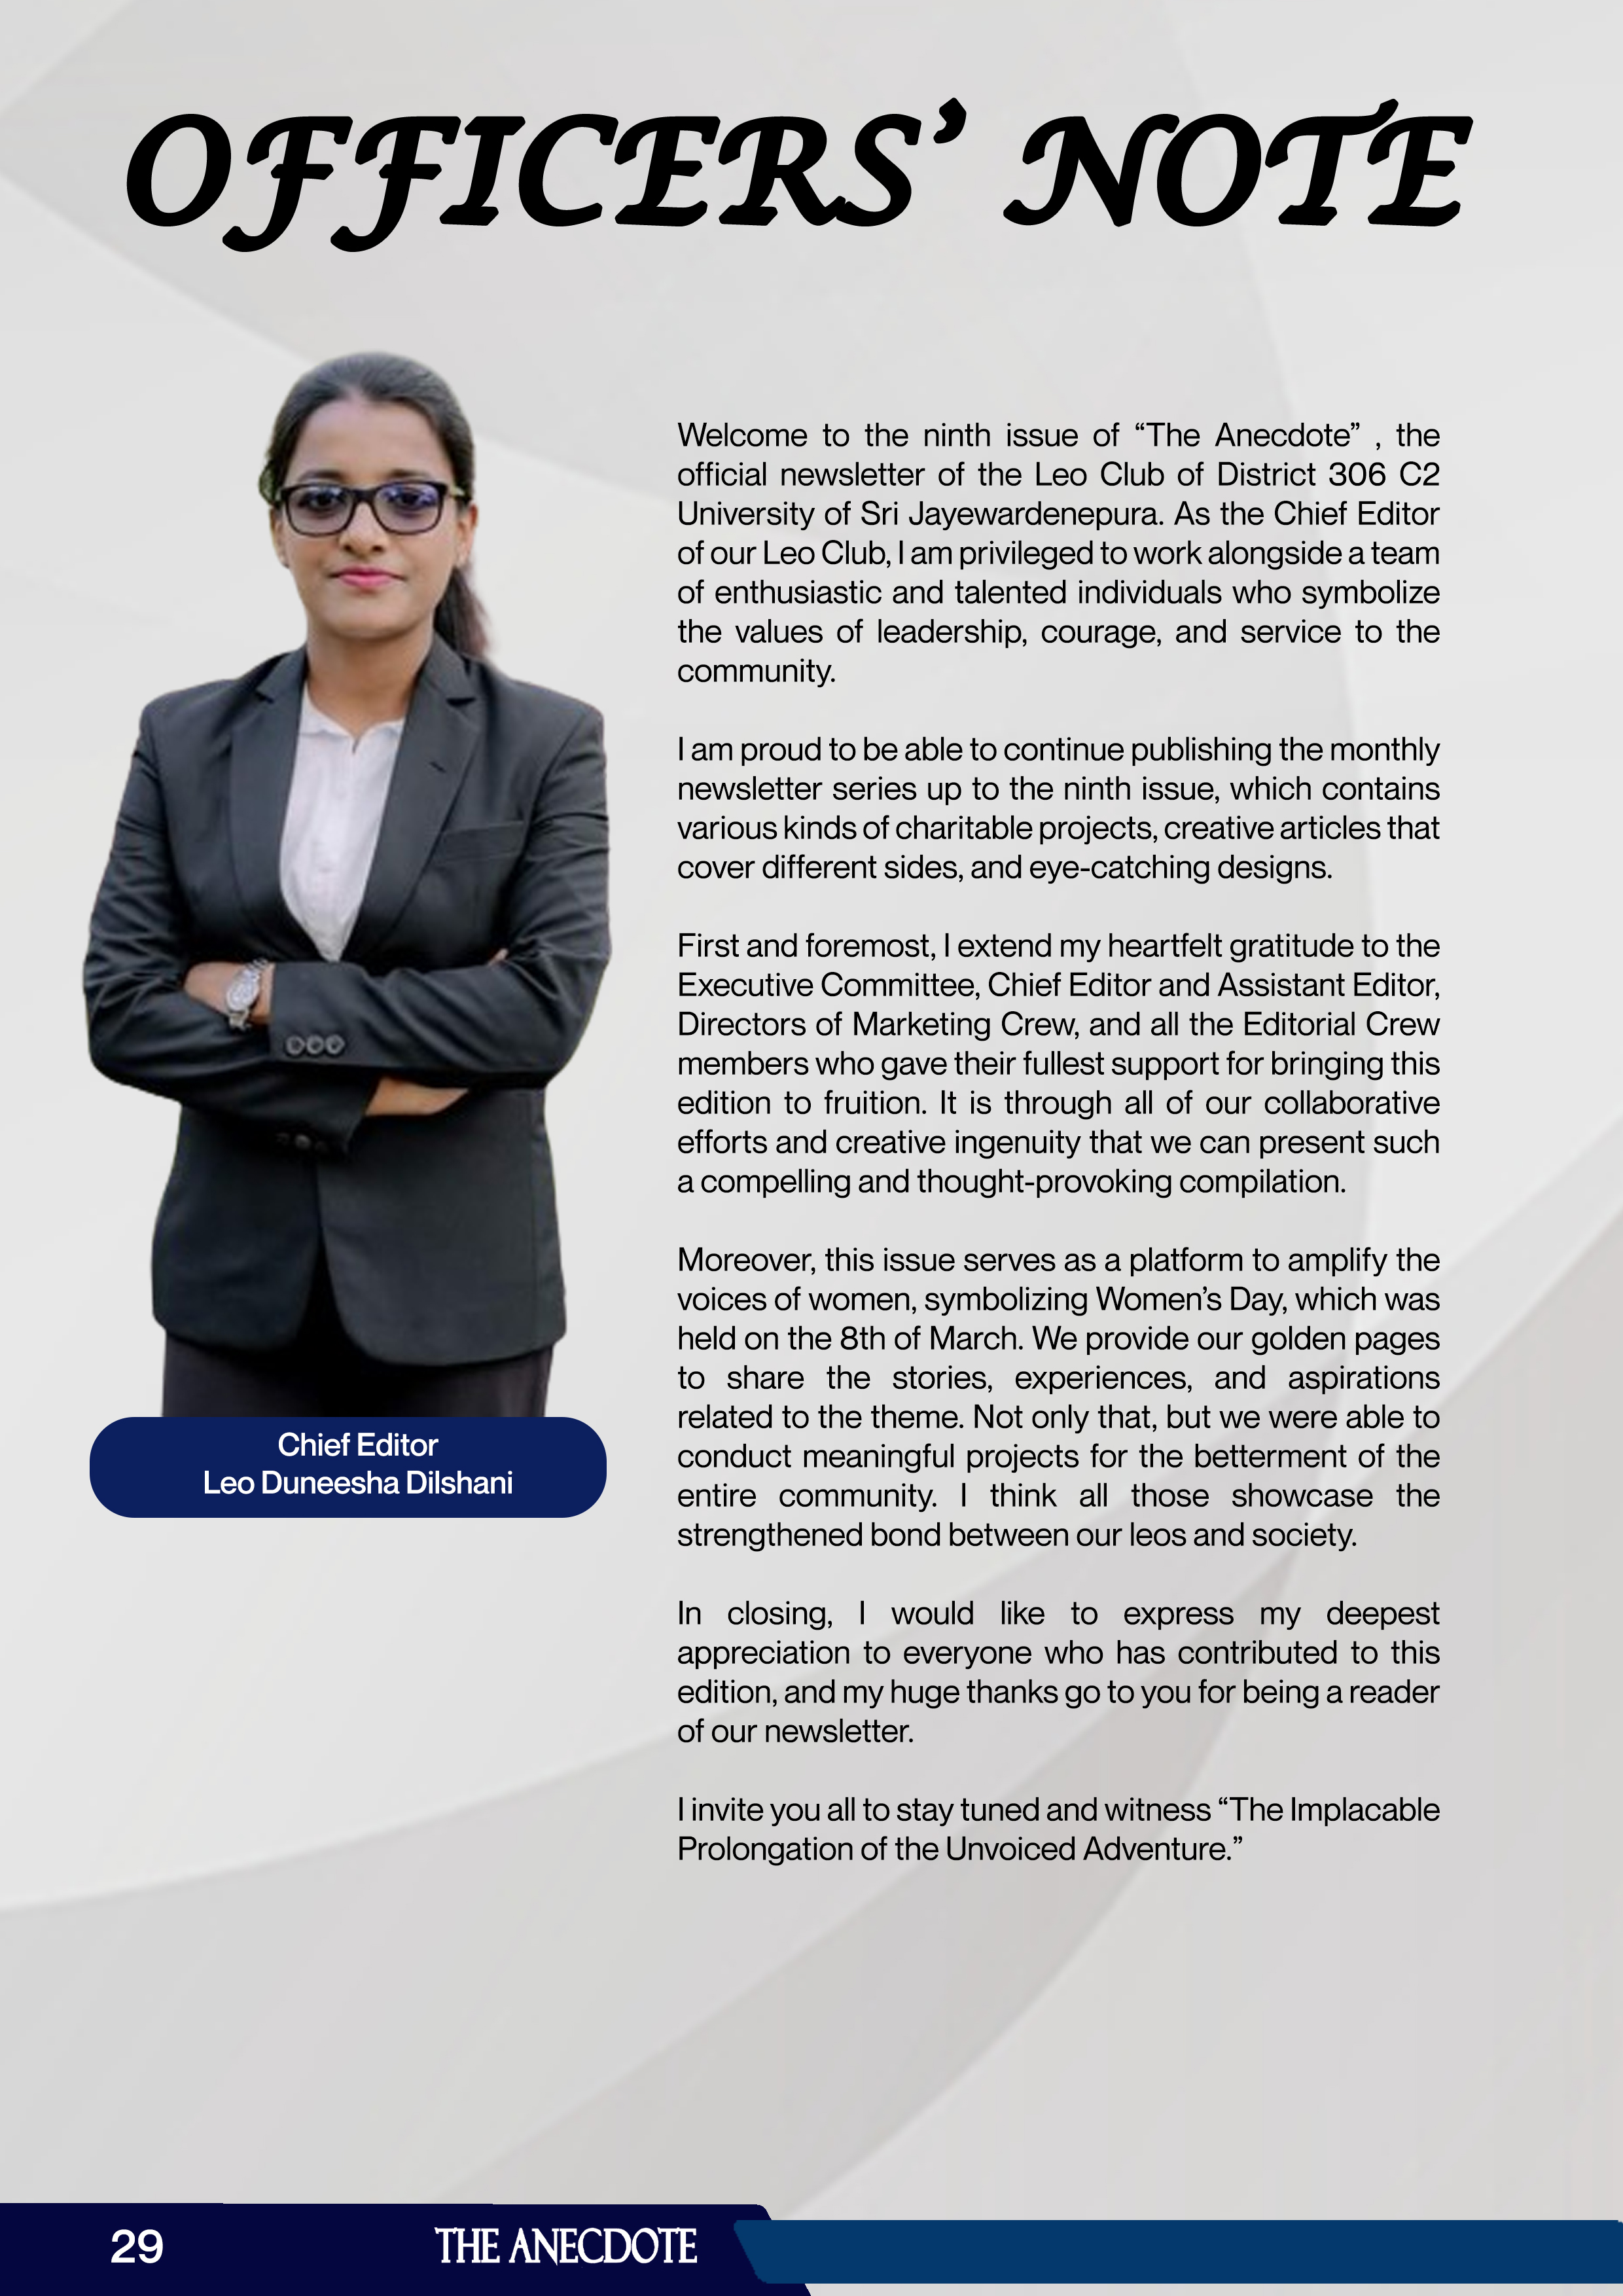 OFFICERS’ NOTE
Welcome to the ninth issue of “The Anecdote” , the
official newsletter of the Leo Club of District 306 C2
University of Sri Jayewardenepura. As the Chief Editor
of our Leo Club, I am privileged to work alongside a team
of enthusiastic and talented individuals who symbolize
the values of leadership, courage, and service to the
community.
I am proud to be able to continue publishing the monthly
newsletter series up to the ninth issue, which contains
various kinds of charitable projects, creative articles that
cover different sides, and eye-catching designs.
First and foremost, I extend my heartfelt gratitude to the
Executive Committee, Chief Editor and Assistant Editor,
Directors of Marketing Crew, and all the Editorial Crew
members who gave their fullest support for bringing this
edition to fruition. It is through all of our collaborative
efforts and creative ingenuity that we can present such
a compelling and thought-provoking compilation.
Moreover, this issue serves as a platform to amplify the
voices of women, symbolizing Women’s Day, which was
held on the 8th of March. We provide our golden pages
to share the stories, experiences, and aspirations
related to the theme. Not only that, but we were able to
conduct meaningful projects for the betterment of the
entire community. I think all those showcase the
strengthened bond between our leos and society.
In closing, I would like to express my deepest
appreciation to everyone who has contributed to this
edition, and my huge thanks go to you for being a reader
of our newsletter.
I invite you all to stay tuned and witness “The Implacable
Prolongation of the Unvoiced Adventure.”
Chief Editor
Leo Duneesha Dilshani
29
THE ANECDOTE